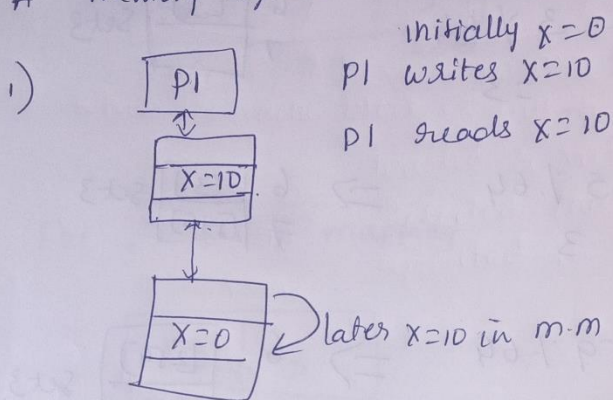 initially x=0
1)
P1
P1 writes x=10
P1 reads x=10
X=10
X=0
later x=10 in m.m